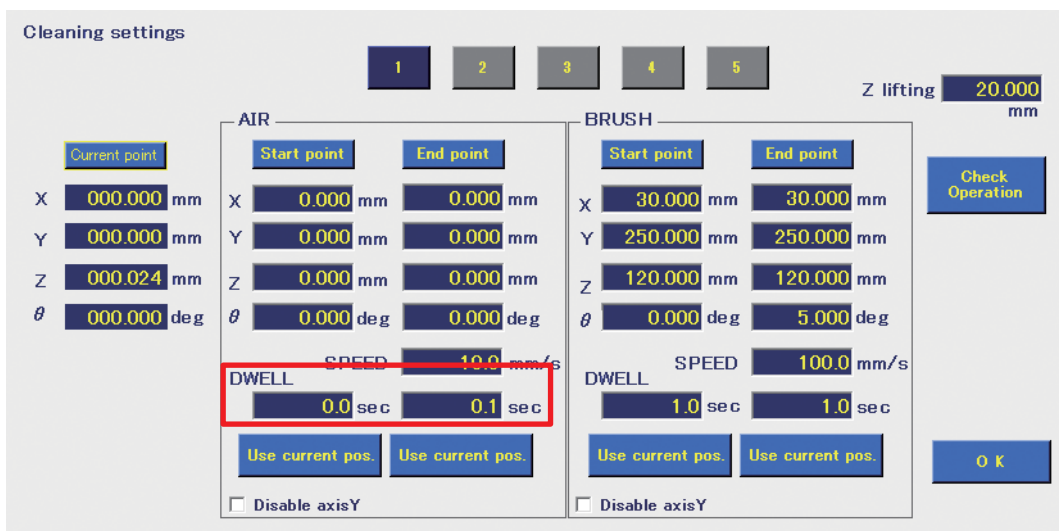 Cleaning settings
1 2 3 4 5
Z lifting 20.000 mm
Current point
X 000.000 mm
Y 000.000 mm
Z 000.024 mm
θ 000.000 deg
AIR
Start point End point
X 0.000 mm 0.000 mm
Y 0.000 mm 0.000 mm
Z 0.000 mm 0.000 mm
θ 0.000 deg 0.000 deg
SPEED 10.0 mm/s
DWELL
0.0 sec 0.1 sec
Use current pos. Use current pos.
Disable axisY
BRUSH
Start point End point
X 30.000 mm 30.000 mm
Y 250.000 mm 250.000 mm
Z 120.000 mm 120.000 mm
θ 0.000 deg 5.000 deg
SPEED 100.0 mm/s
DWELL
1.0 sec 1.0 sec
Use current pos. Use current pos.
Disable axisY
Check
Operation
O K